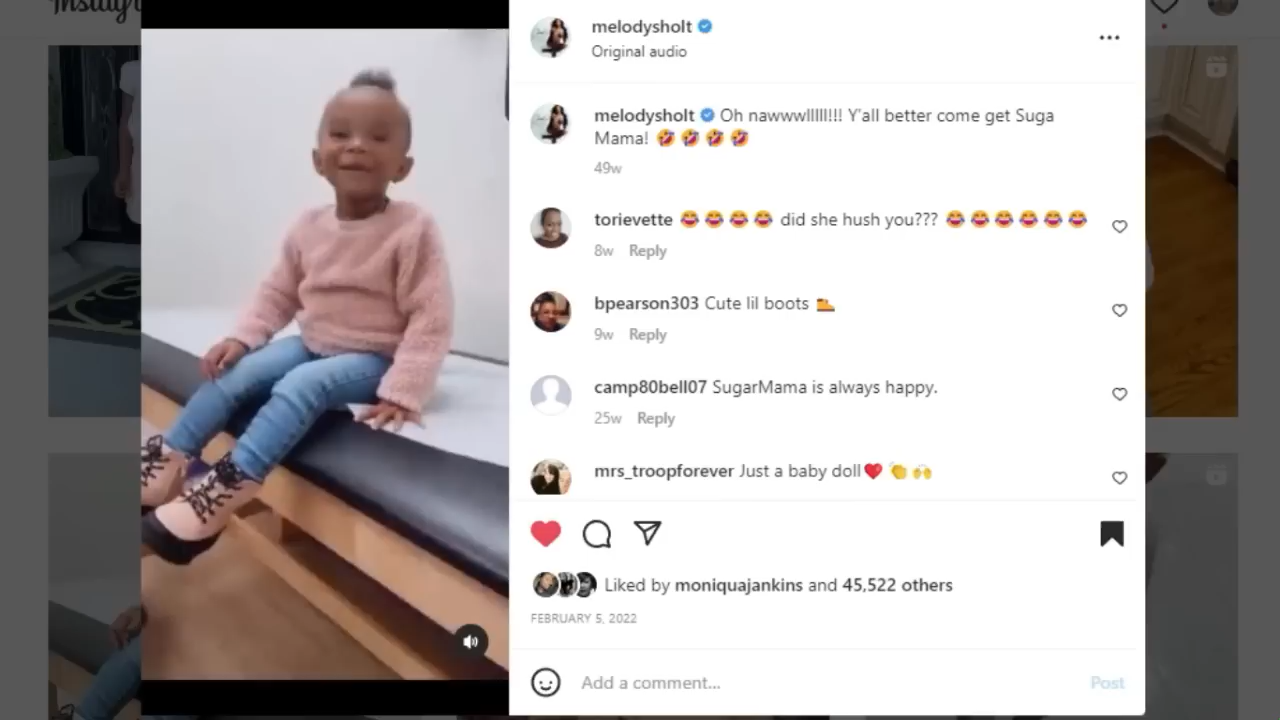 melodysholt
Original audio
melodysholt Oh nawwwlllll!!! Y'all better come get Suga
Mama! 🤣 🤣 🤣 🤣
49w
torievette 😂 😂 😂 😂 did she hush you??? 😂 😂 😂 😂 😂 😂
8w Reply
bpearson303 Cute lil boots 🥾
9w Reply
camp80bell07 SugarMama is always happy.
25w Reply
mrs_troopforever Just a baby doll❤️ 👏 🙌
Liked by moniquajankins and 45,522 others
FEBRUARY 5, 2022
Add a comment...
Post